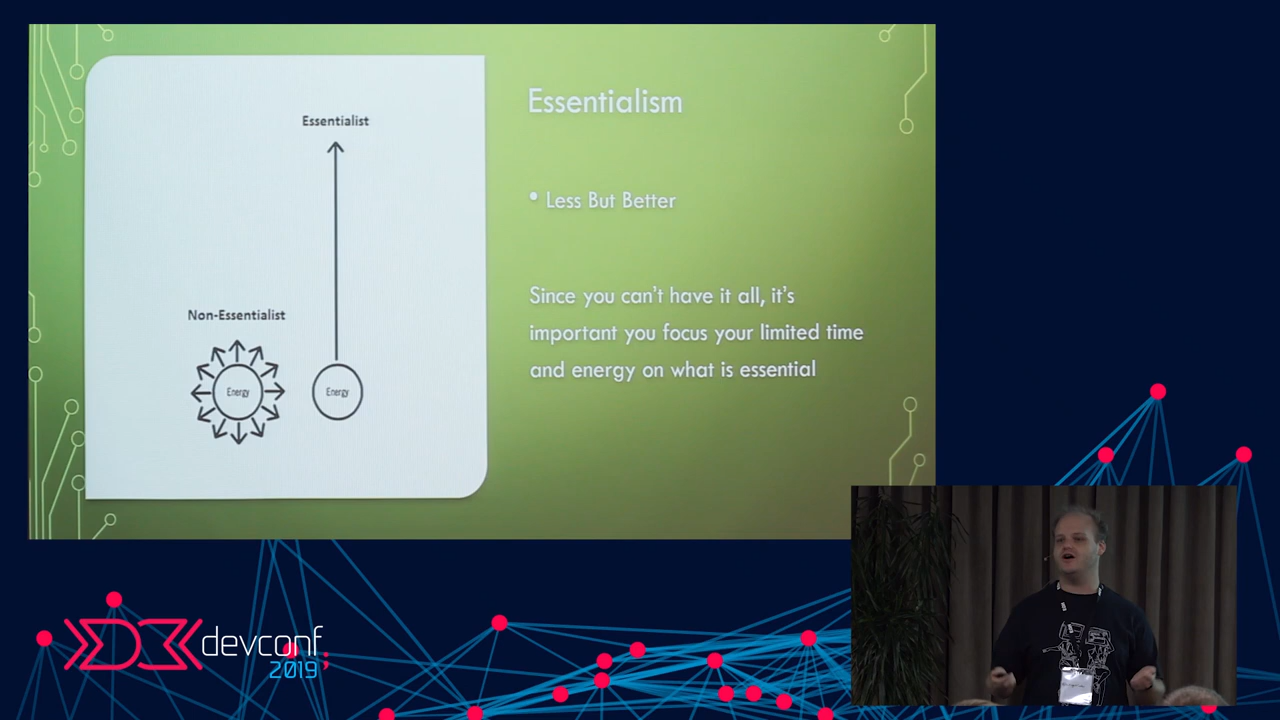 Essentialist
Non-Essentialist
Energy
Energy
Essentialism
• Less But Better
Since you can't have it all, it's
important you focus your limited time
and energy on what is essential
devconf;
2019